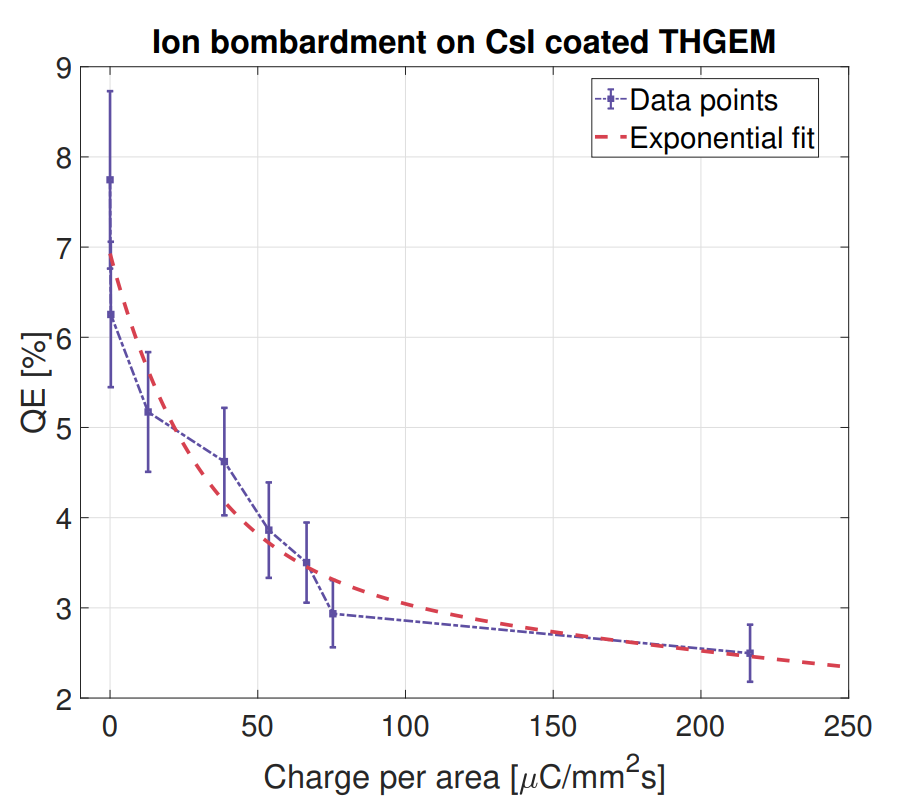 Ion bombardment on CsI coated THGEM
9
8
7
6
5
4
3
2
QE [%]
Data points
Exponential fit
0 50 100 150 200 250
Charge per area [μC/mm²s]